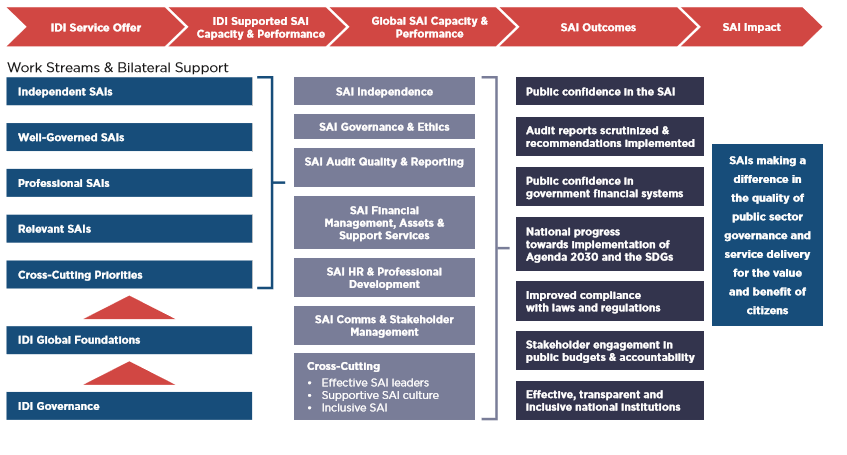 IDI Service Offer
IDI Supported SAI
Capacity & Performance
Global SAI Capacity &
Performance
SAI Outcomes
SAI Impact
Work Streams & Bilateral Support
Independent SAIs
Well-Governed SAIs
Professional SAIs
Relevant SAIs
Cross-Cutting Priorities
IDI Global Foundations
IDI Governance
SAI Independence
SAI Governance & Ethics
SAI Audit Quality & Reporting
SAI Financial
Management, Assets &
Support Services
SAI HR & Professional
Development
SAI Comms & Stakeholder
Management
Cross-Cutting
• Effective SAI leaders
• Supportive SAI culture
• Inclusive SAI
Public confidence in the SAI
Audit reports scrutinized &
recommendations implemented
Public confidence in
government financial systems
National progress
towards implementation of
Agenda 2030 and the SDGs
Improved compliance
with laws and regulations
Stakeholder engagement in
public budgets & accountability
Effective, transparent and
inclusive national institutions
SAIs making a
difference in
the quality of
public sector
governance and
service delivery
for the value
and benefit of
citizens